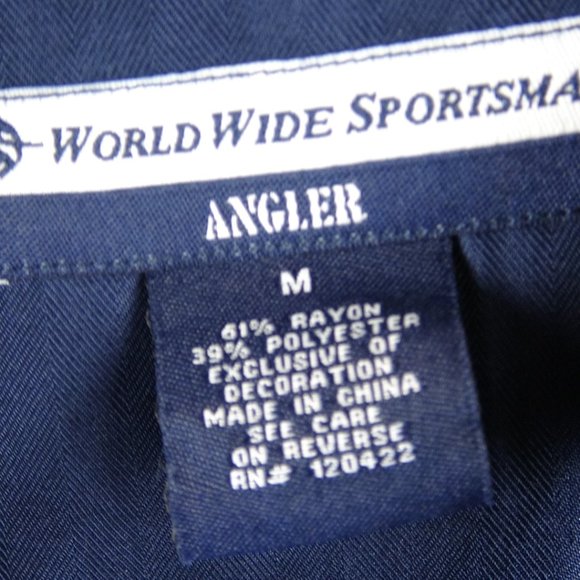 S WORLD WIDE SPORTSMA
ANGLER
M
61% RAYON
39% POLYESTER
EXCLUSIVE OF
DECORATION
MADE IN CHINA
SEE CARE
ON REVERSE
RN# 120422